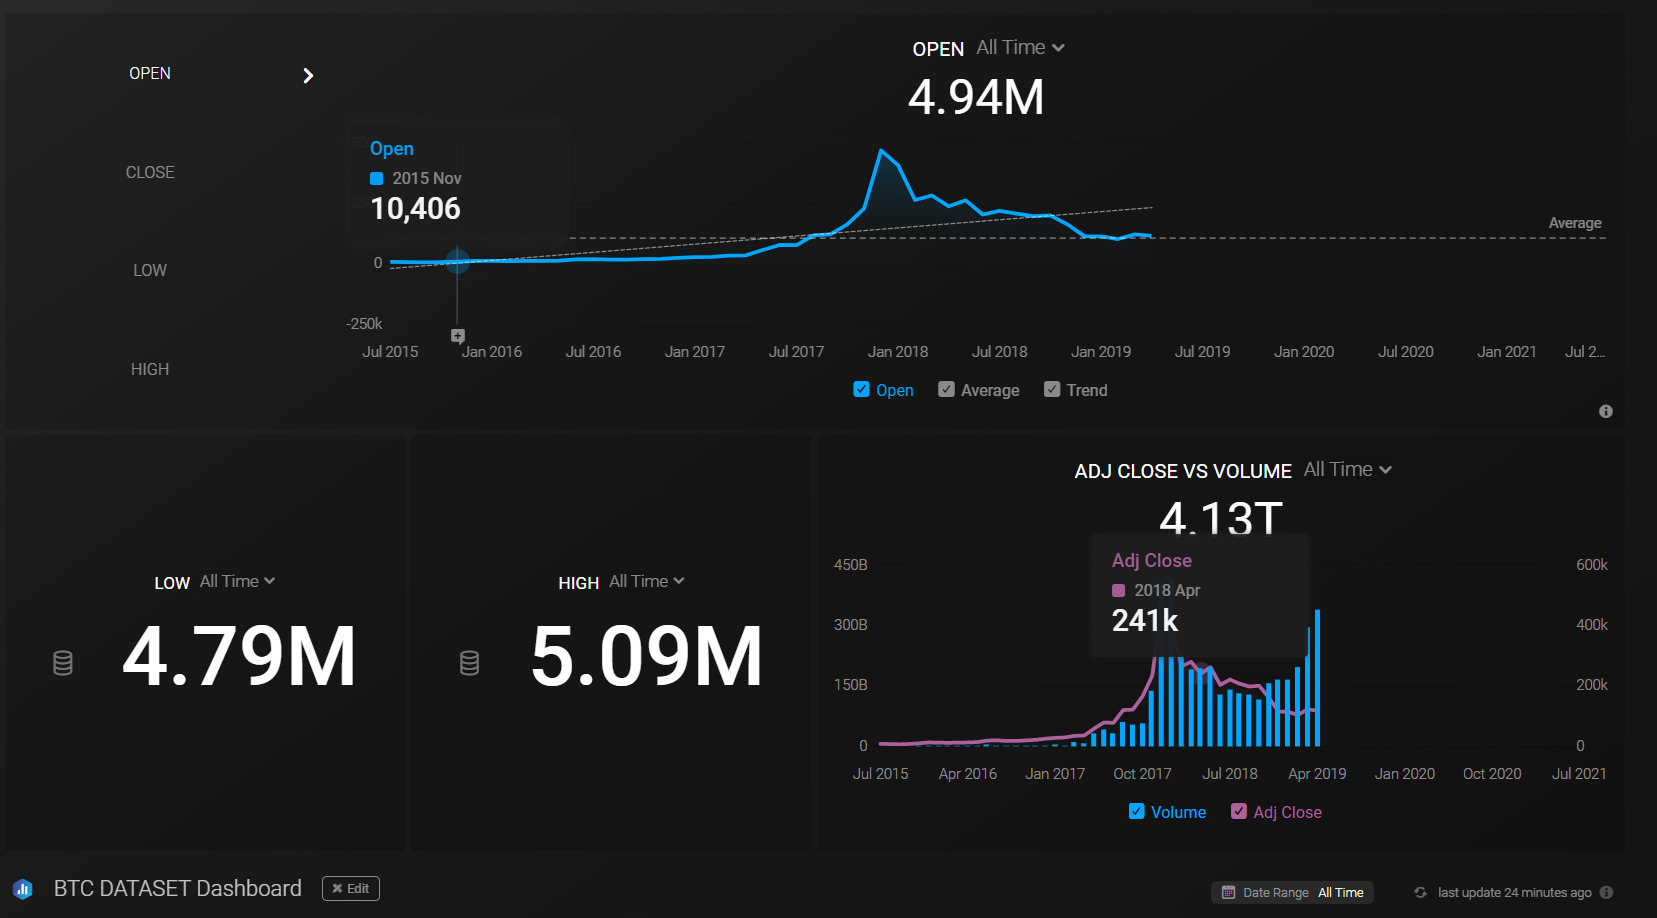 OPEN
CLOSE
LOW
HIGH
OPEN All Time
4.94M
Open
2015 Nov
10,406
Average
0
-250k
Jul 2015 Jan 2016 Jul 2016 Jan 2017 Jul 2017 Jan 2018 Jul 2018 Jan 2019 Jul 2019 Jan 2020 Jul 2020 Jan 2021 Jul 2...
Open Average Trend
LOW All Time
4.79M
HIGH All Time
5.09M
ADJ CLOSE VS VOLUME All Time
4.13T
Adj Close
2018 Apr
241k
450B 600k
300B 400k
150B 200k
0 0
Jul 2015 Apr 2016 Jan 2017 Oct 2017 Jul 2018 Apr 2019 Jan 2020 Oct 2020 Jul 2021
Volume Adj Close
BTC DATASET Dashboard Edit
Date Range All Time last update 24 minutes ago